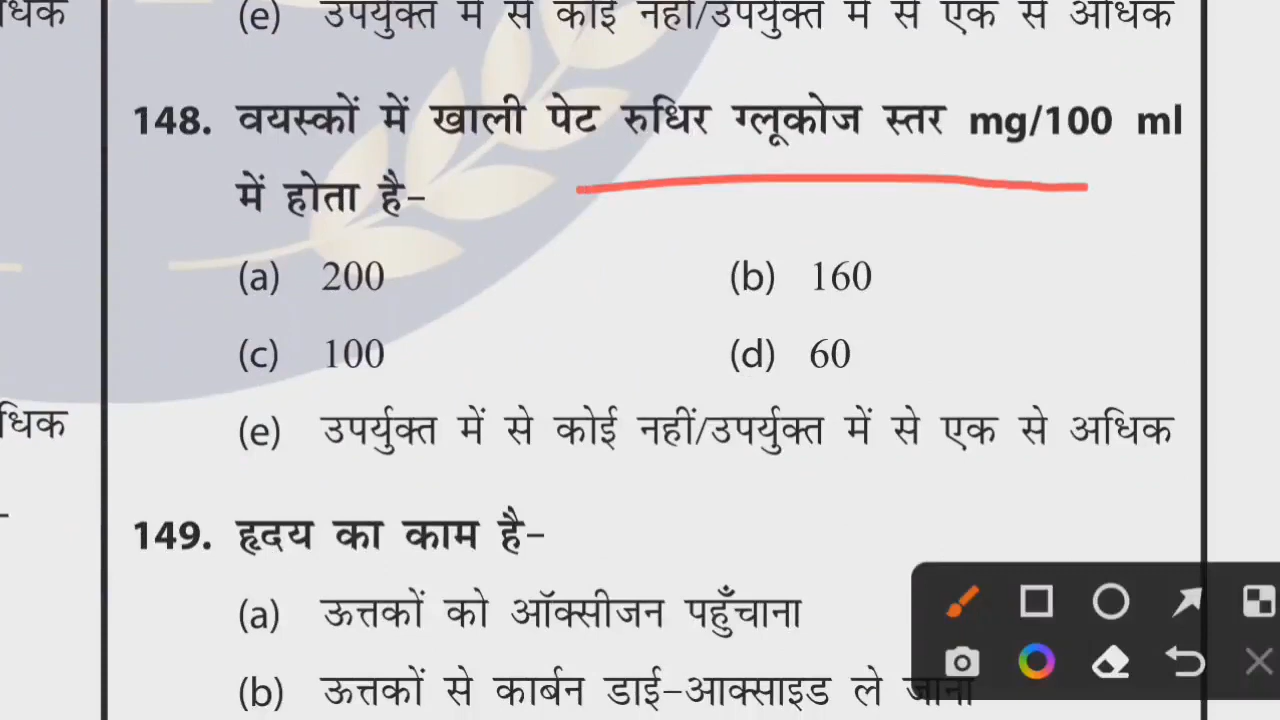 धिक
(e) उपर्युक्त में से कोई नहीं/उपर्युक्त में से एक से अधिक
148. वयस्कों में खाली पेट रुधिर ग्लूकोज स्तर mg/100 ml
में होता है–
(a) 200 (b) 160
(c) 100 (d) 60
धिक
(e) उपर्युक्त में से कोई नहीं/उपर्युक्त में से एक से अधिक
149. हृदय का काम है–
(a) ऊत्तकों को ऑक्सीजन पहुँचाना
(b) ऊत्तकों से कार्बन डाई–आक्साइड ले जाना